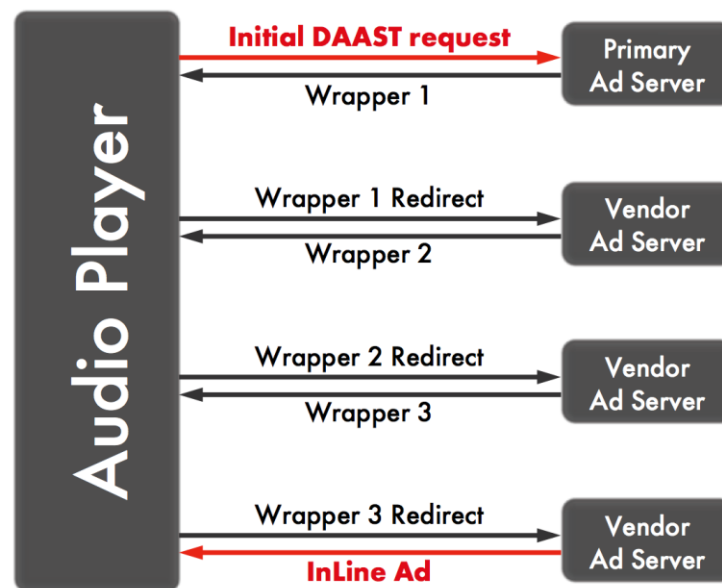 Audio Player
Initial DAAST request
Wrapper 1
Primary
Ad Server
Wrapper 1 Redirect
Wrapper 2
Vendor
Ad Server
Wrapper 2 Redirect
Wrapper 3
Vendor
Ad Server
Wrapper 3 Redirect
InLine Ad
Vendor
Ad Server